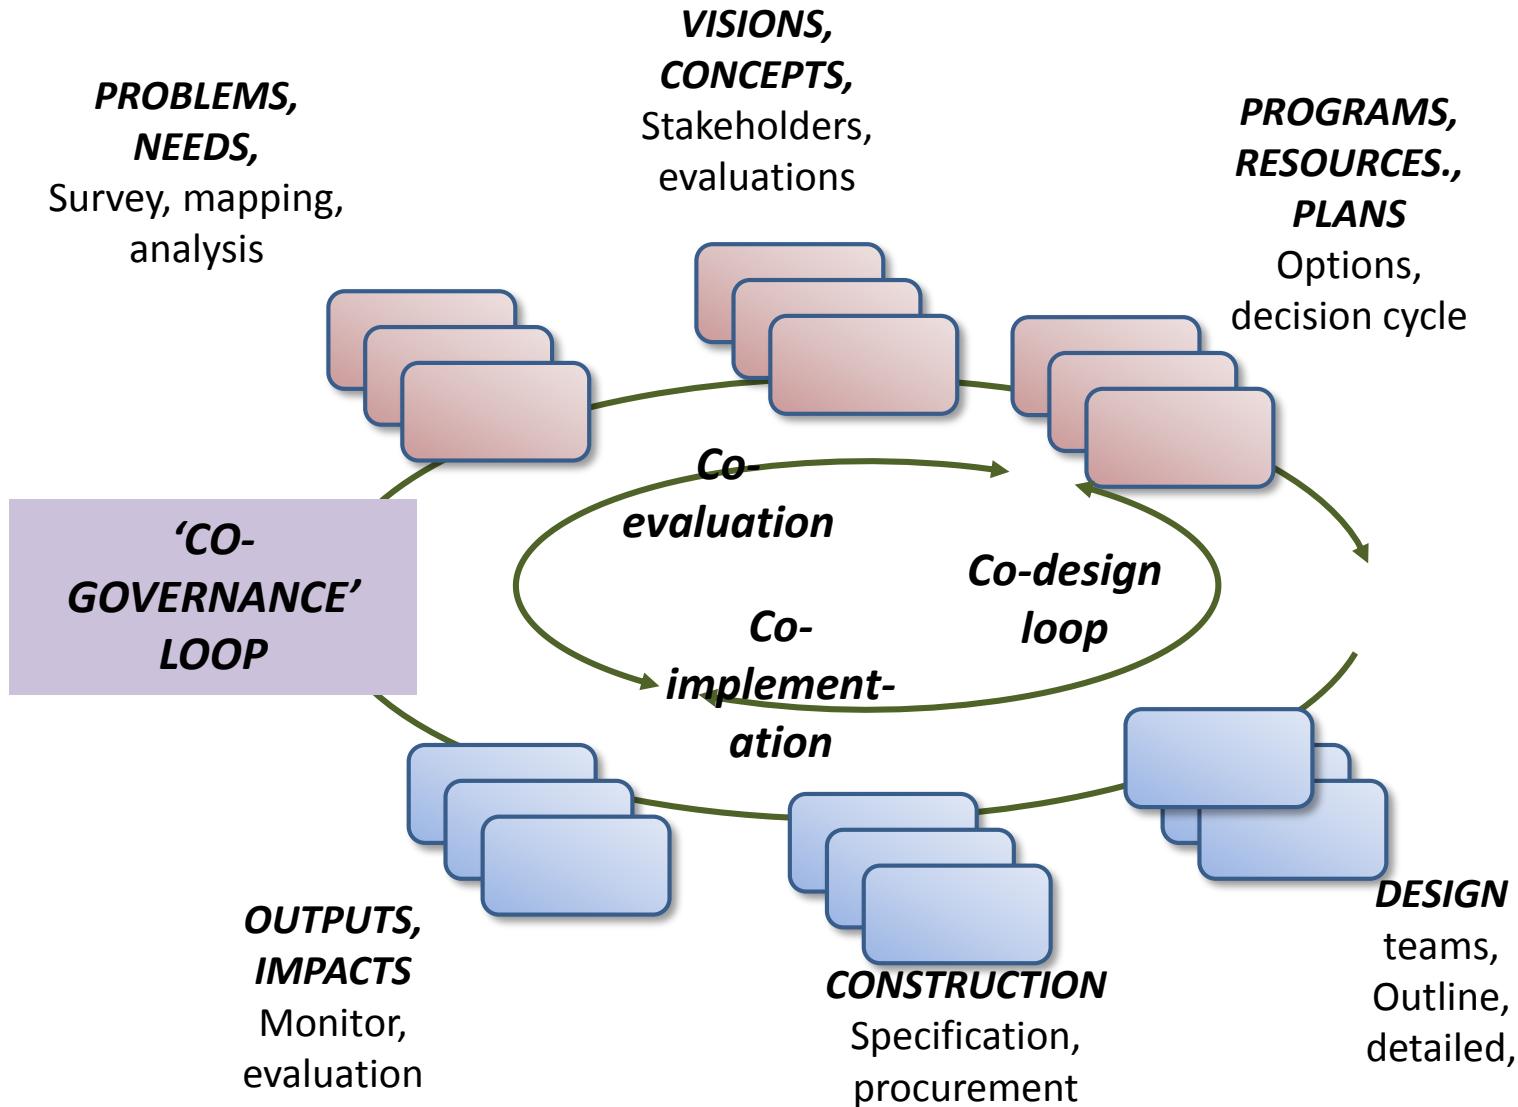 VISIONS,
CONCEPTS,
Stakeholders,
evaluations
PROBLEMS,
NEEDS,
Survey, mapping,
analysis
PROGRAMS,
RESOURCES.,
PLANS
Options,
decision cycle
Co-
evaluation
‘CO-
GOVERNANCE’
LOOP
Co-design
loop
Co-
implement-
ation
OUTPUTS,
IMPACTS
Monitor,
evaluation
CONSTRUCTION
Specification,
procurement
DESIGN
teams,
Outline,
detailed,